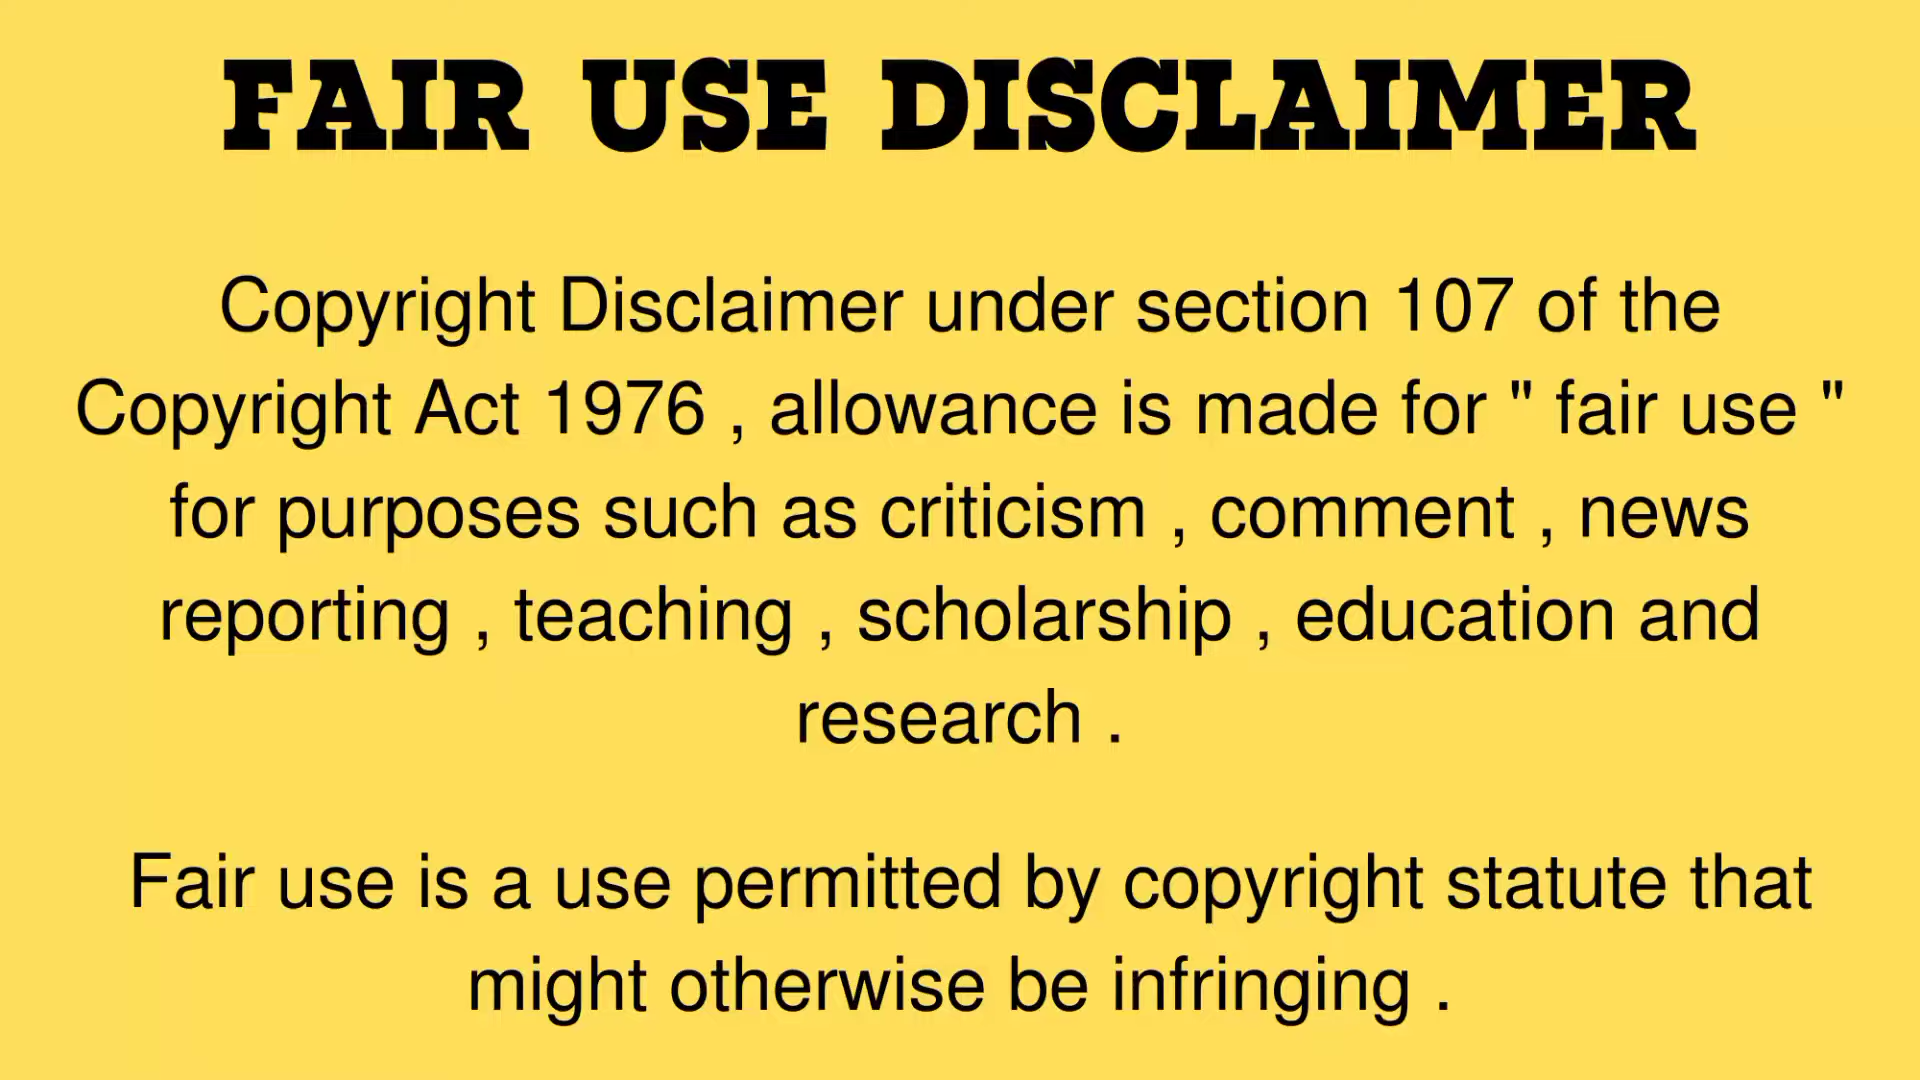 FAIR USE DISCLAIMER
Copyright Disclaimer under section 107 of the
Copyright Act 1976 , allowance is made for " fair use "
for purposes such as criticism , comment , news
reporting , teaching , scholarship , education and
research .
Fair use is a use permitted by copyright statute that
might otherwise be infringing .